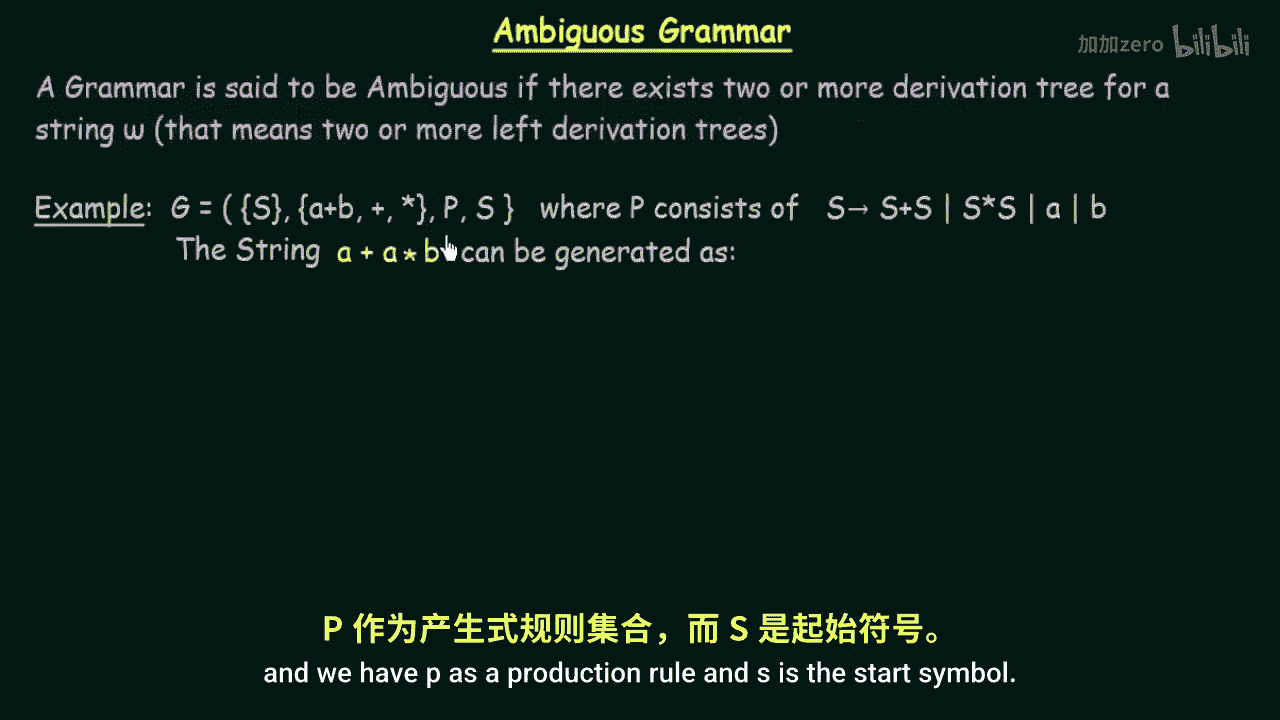 Ambiguous Grammar
加加zero bilibili
A Grammar is said to be Ambiguous if there exists two or more derivation tree for a
string w (that means two or more left derivation trees)
Example: G = ( {S}, {a+b, +, *}, P, S } where P consists of S→ S+S | S*S | a | b
The String a + a * b can be generated as:
P 作为产生式规则集合，而 S 是起始符号。
and we have p as a production rule and s is the start symbol.